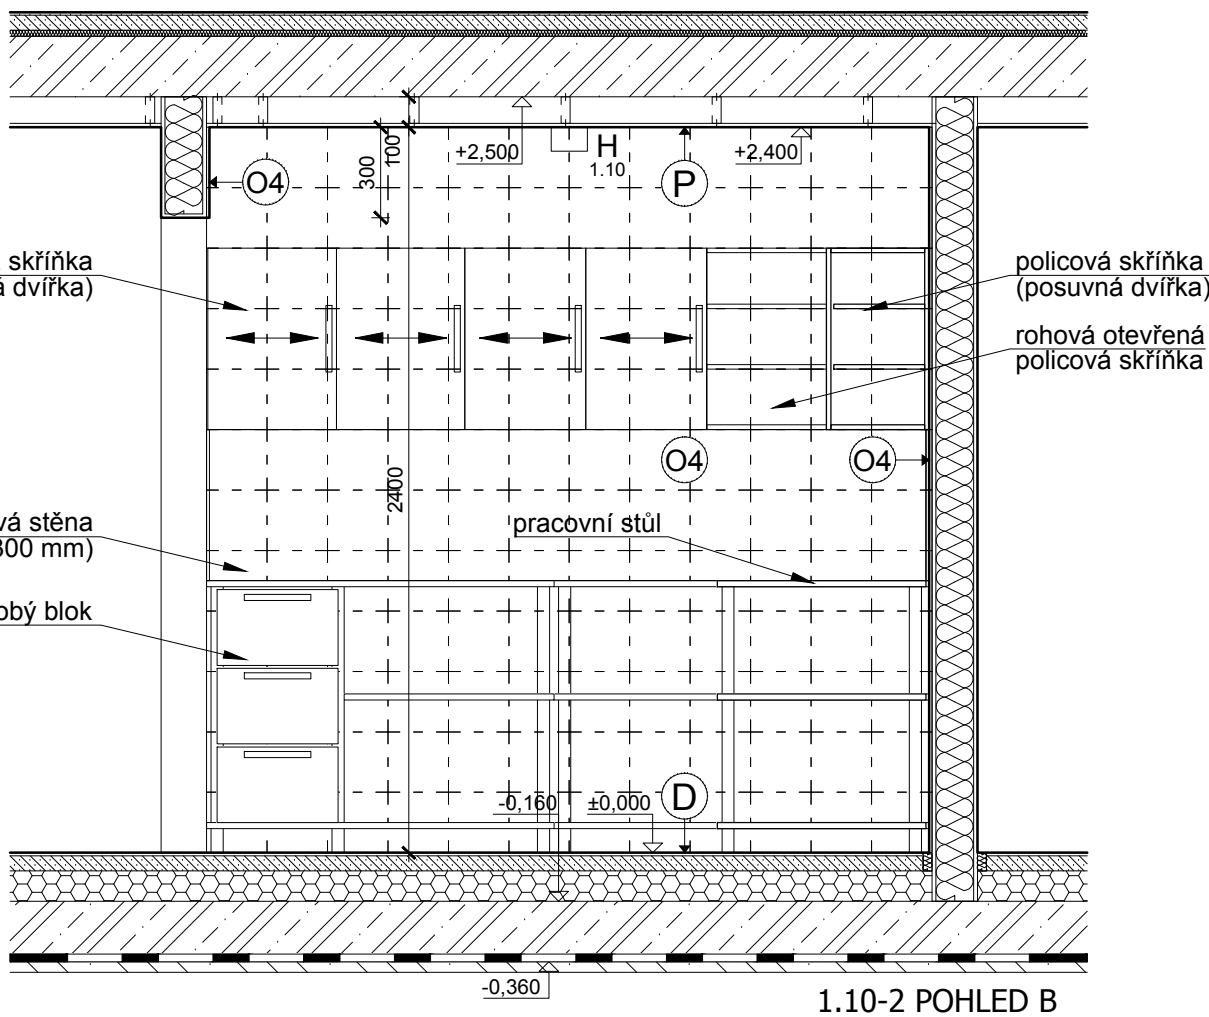 +2,500
H
1.10
+2,400
100
300
O4
P
skříňka
dvířka)
policová skříňka
(posuvná dvířka)
rohová otevřená
policová skříňka
O4
O4
2400
vá stěna
300 mm)
pracovní stůl
obý blok
-0,160
±0,000
D
-0,360
1.10-2 POHLED B